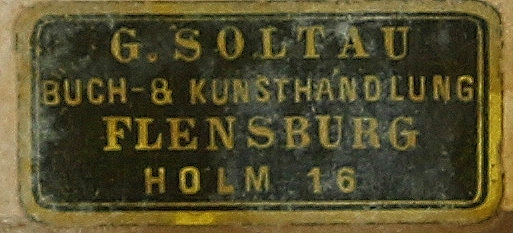 G. SOLTAU
BUCH- & KUNSTHANDLUNG
FLENSBURG
HOLM 16